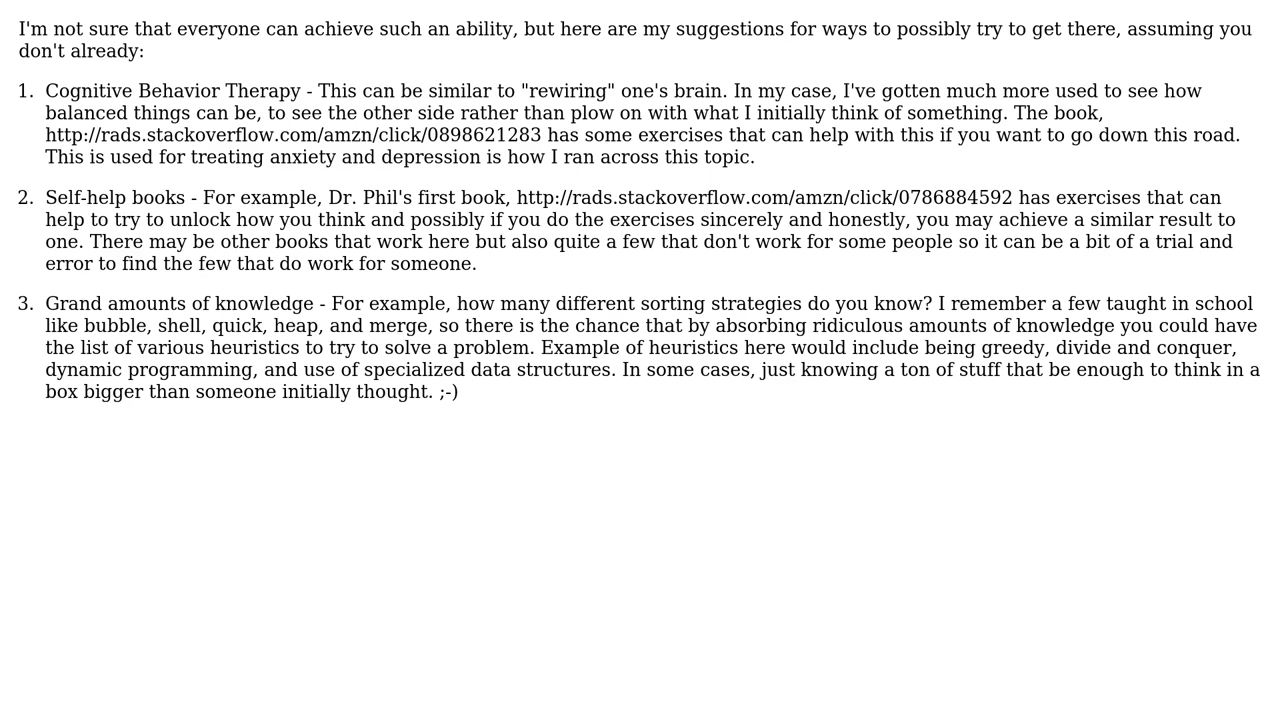 I'm not sure that everyone can achieve such an ability, but here are my suggestions for ways to possibly try to get there, assuming you
don't already:
1. Cognitive Behavior Therapy - This can be similar to "rewiring" one's brain. In my case, I've gotten much more used to see how
balanced things can be, to see the other side rather than plow on with what I initially think of something. The book,
http://rads.stackoverflow.com/amzn/click/0898621283 has some exercises that can help with this if you want to go down this road.
This is used for treating anxiety and depression is how I ran across this topic.
2. Self-help books - For example, Dr. Phil's first book, http://rads.stackoverflow.com/amzn/click/0786884592 has exercises that can
help to try to unlock how you think and possibly if you do the exercises sincerely and honestly, you may achieve a similar result to
one. There may be other books that work here but also quite a few that don't work for some people so it can be a bit of a trial and
error to find the few that do work for someone.
3. Grand amounts of knowledge - For example, how many different sorting strategies do you know? I remember a few taught in school
like bubble, shell, quick, heap, and merge, so there is the chance that by absorbing ridiculous amounts of knowledge you could have
the list of various heuristics to try to solve a problem. Example of heuristics here would include being greedy, divide and conquer,
dynamic programming, and use of specialized data structures. In some cases, just knowing a ton of stuff that be enough to think in a
box bigger than someone initially thought. ;-)